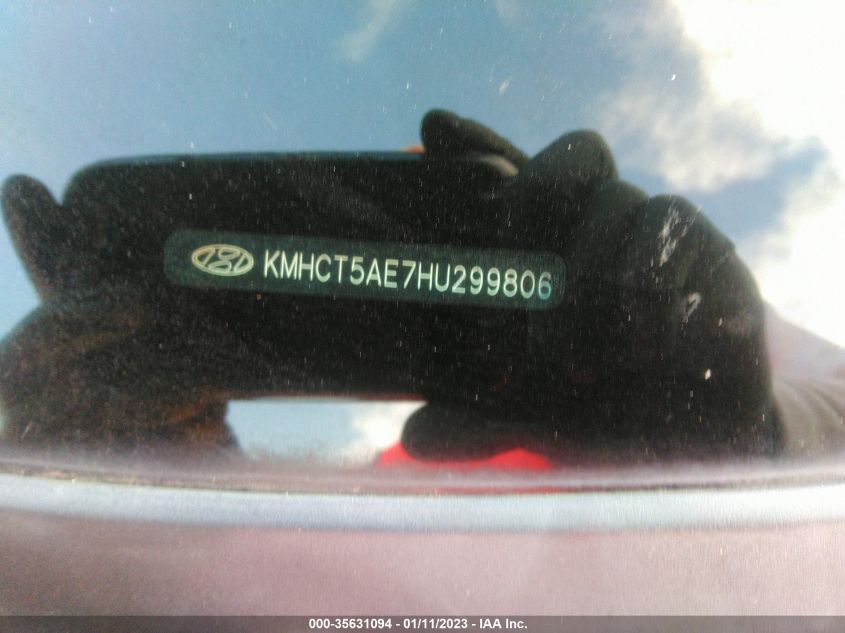 KMHCT5AE7HU299806
000-35631094 - 01/11/2023 - IAA Inc.